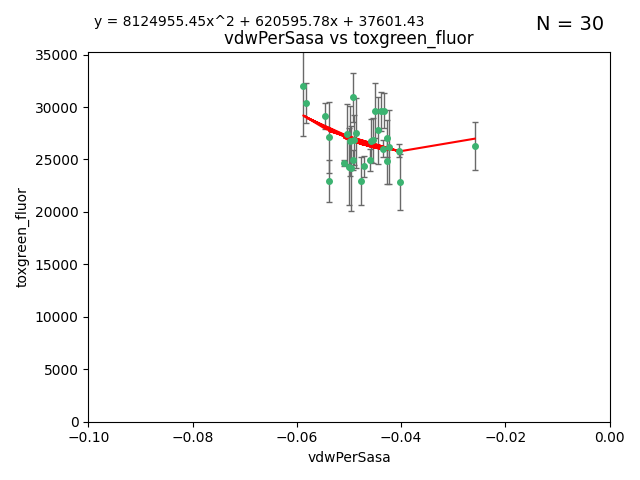 y = 8124955.45x^2 + 620595.78x + 37601.43
N = 30
vdwPerSasa vs toxgreen_fluor
35000
30000
25000
20000
15000
10000
5000
0
toxgreen_fluor
−0.10
−0.08
−0.06
−0.04
−0.02
0.00
vdwPerSasa